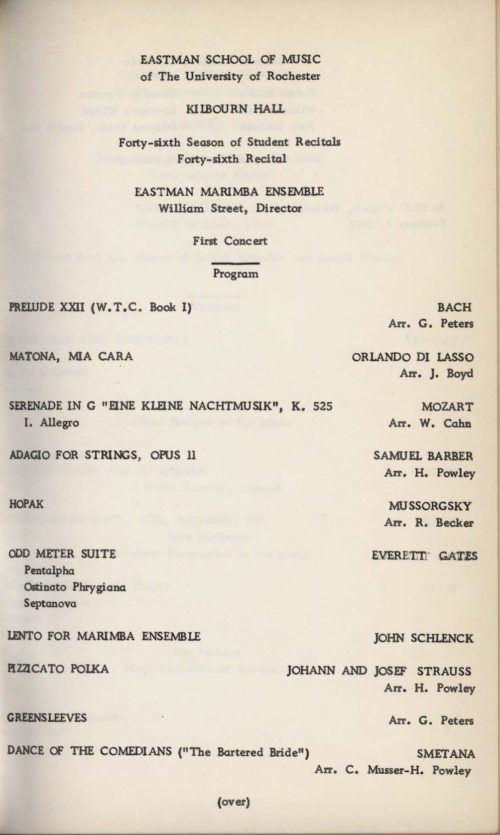 EASTMAN SCHOOL OF MUSIC
of The University of Rochester
KILBOURN HALL
Forty-sixth Season of Student Recitals
Forty-sixth Recital
EASTMAN MARIMBA ENSEMBLE
William Street, Director
First Concert
Program
PRELUDE XXII (W.T.C. Book I) BACH
Arr. G. Peters
MATONA, MIA CARA ORLANDO DI LASSO
Arr. J. Boyd
SERENADE IN G "EINE KLEINE NACHTMUSIK", K. 525 MOZART
I. Allegro Arr. W. Cahn
ADAGIO FOR STRINGS, OPUS 11 SAMUEL BARBER
Arr. H. Powley
HOPAK MUSSORGSKY
Arr. R. Becker
ODD METER SUITE EVERETT GATES
Pentalpha
Ostinato Phrygiana
Septanova
LENTO FOR MARIMBA ENSEMBLE JOHN SCHLENCK
PIZZICATO POLKA JOHANN AND JOSEF STRAUSS
Arr. H. Powley
GREENSLEEVES Arr. G. Peters
DANCE OF THE COMEDIANS ("The Bartered Bride") SMETANA
Arr. C. Musser-H. Powley
(over)